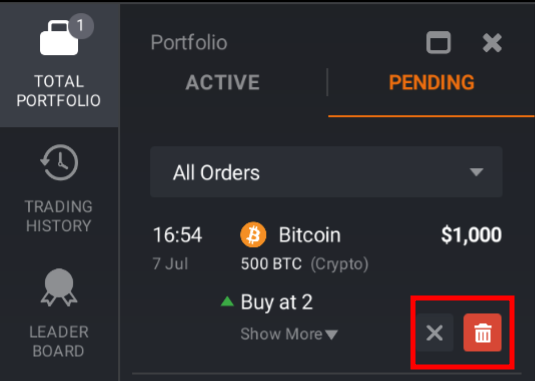 1
Portfolio
TOTAL
PORTFOLIO
ACTIVE
PENDING
All Orders
TRADING
HISTORY
16:54 Bitcoin $1,000
7 Jul 500 BTC (Crypto)
Buy at 2
Show More
LEADER
BOARD